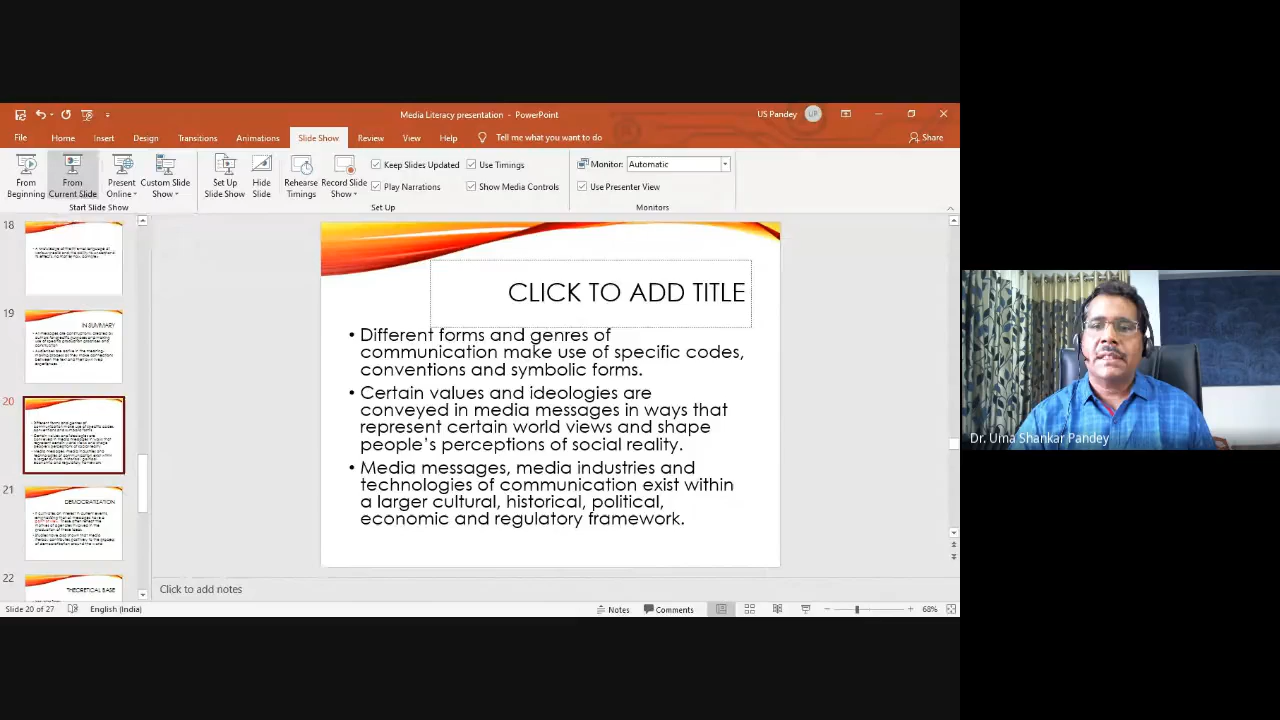 Media Literacy presentation - PowerPoint
US Pandey
UP
File
Home
Insert
Design
Transitions
Animations
Slide Show
Review
View
Help
Tell me what you want to do
Share
From Beginning
From Current Slide
Present Online
Custom Slide Show
Set Up Slide Show
Hide Slide
Rehearse Timings
Record Slide Show
Keep Slides Updated
Use Timings
Play Narrations
Show Media Controls
Monitor:
Automatic
Use Presenter View
Start Slide Show
Set Up
Monitors
18
19
IN SUMMARY
20
21
DEMOCRATIZATION
22
THEORETICAL BASE
CLICK TO ADD TITLE
• Different forms and genres of
communication make use of specific codes,
conventions and symbolic forms.
• Certain values and ideologies are
conveyed in media messages in ways that
represent certain world views and shape
people's perceptions of social reality.
• Media messages, media industries and
technologies of communication exist within
a larger cultural, historical, political,
economic and regulatory framework.
Click to add notes
Slide 20 of 27
English (India)
Notes
Comments
68%
Dr. Uma Shankar Pandey